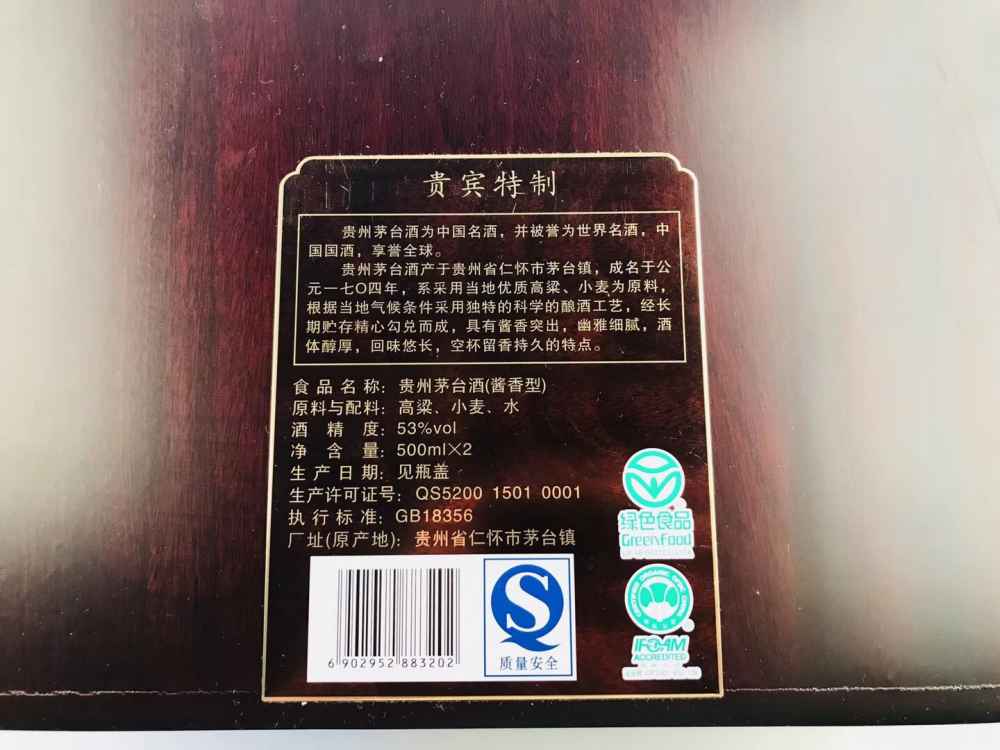 贵宾特制
贵州茅台酒为中国名酒，并被誉为世界名酒，中
国国酒，享誉全球。
贵州茅台酒产于贵州省仁怀市茅台镇，成名于公
元一七〇四年，系采用当地优质高粱、小麦为原料，
根据当地气候条件采用独特的科学的酿酒工艺，经长
期贮存精心勾兑而成，具有酱香突出，幽雅细腻，酒
体醇厚，回味悠长，空杯留香持久的特点。
食品名称：贵州茅台酒(酱香型)
原料与配料：高粱、小麦、水
酒精度：53%vol
净含量：500ml×2
生产日期：见瓶盖
生产许可证号：QS5200 1501 0001
执行标准：GB18356
厂址(原产地)：贵州省仁怀市茅台镇
绿色食品
GreenFood
IFOAM
ACCREDITED
6 902952 883202
质量安全